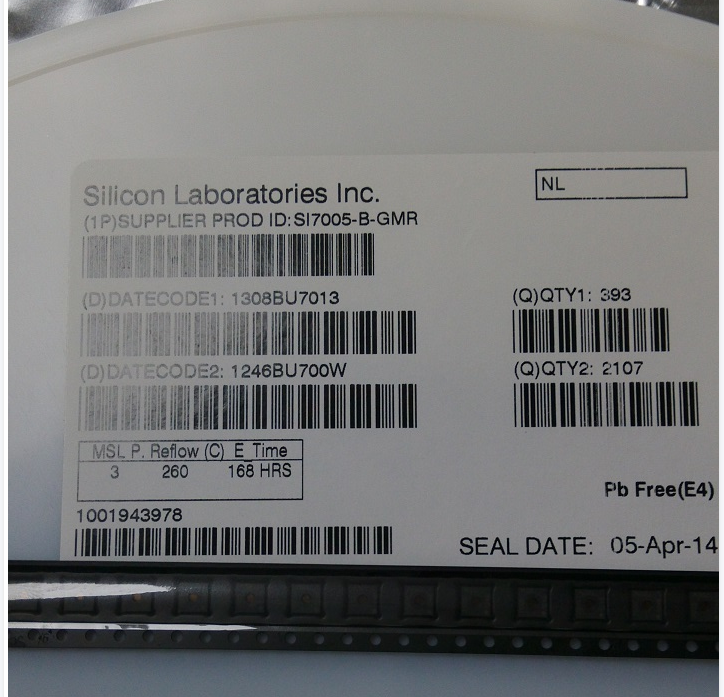 Silicon Laboratories Inc.
NL
(1P)SUPPLIER PROD ID:SI7005-B-GMR
(D)DATECODE1: 1308BU7013
(Q)QTY1: 393
(D)DATECODE2: 1246BU700W
(Q)QTY2: 2107
MSL P. Reflow (C) E_Time
3 260 168 HRS
Pb Free(E4)
1001943978
SEAL DATE: 05-Apr-14